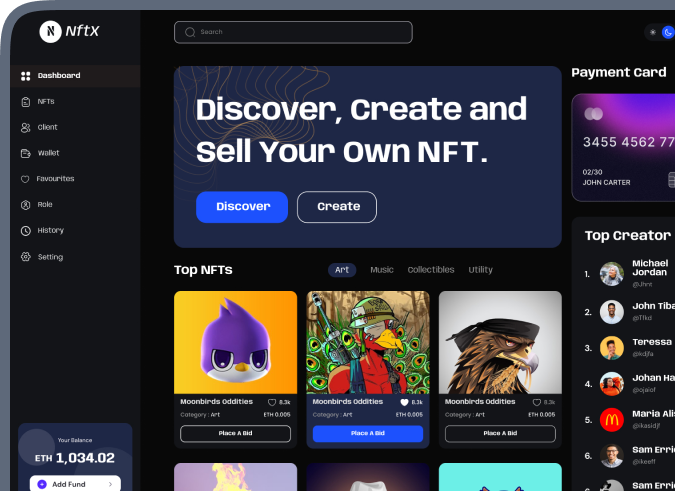 N NftX
Search
Dashboard
NFTs
Client
Wallet
Favourites
Role
History
Setting
Your Balance
ETH 1,034.02
Add Fund
Discover, Create and
Sell Your Own NFT.
Discover
Create
Top NFTs
Art
Music
Collectibles
Utility
Moonbirds Oddities 8.3k
Category : Art ETH 0.005
Place A Bid
Moonbirds Oddities 8.3k
Category : Art ETH 0.005
Place A Bid
Moonbirds Oddities 8.3k
Category : Art ETH 0.005
Place A Bid
Payment Card
3455 4562 77
02/30
JOHN CARTER
Top Creator
1. Michael
Jordan
@Jhnt
2. John Tiba
@Tfkd
3. Teressa
@kdjfa
4. Johan Ha
@ojalof
5. Maria Alis
@ikasidjf
6. Sam Erric
@ikeeff
Sam Erric